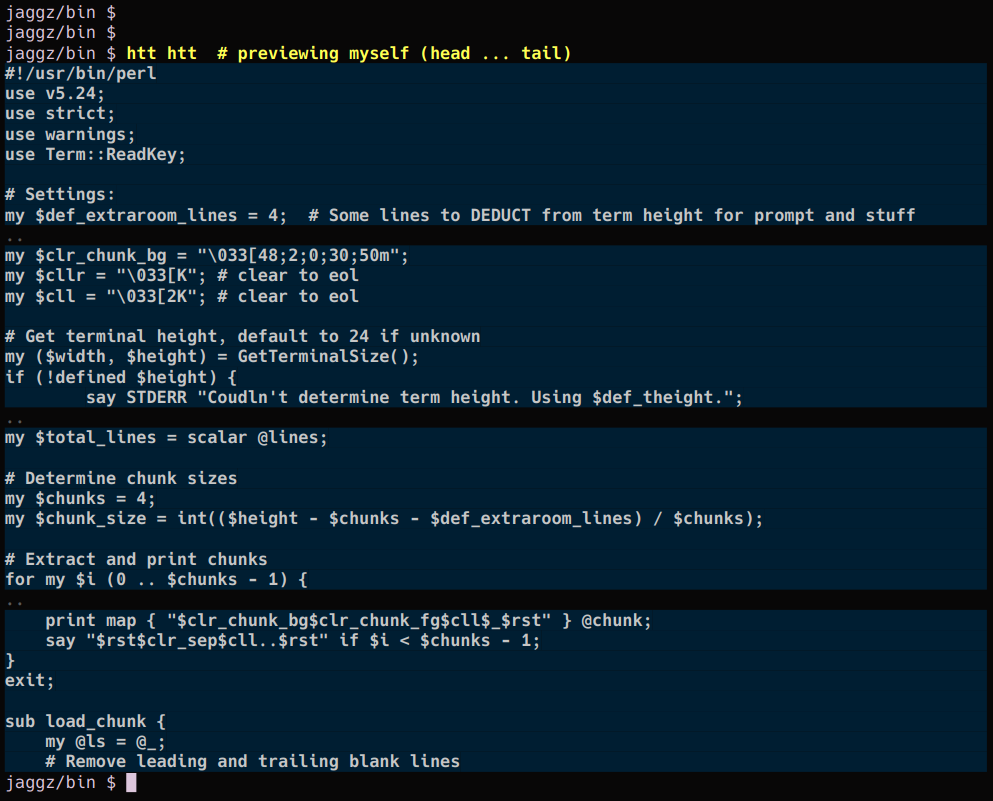 jaggz/bin $
jaggz/bin $
jaggz/bin $ htt htt  # previewing myself (head ... tail)
#!/usr/bin/perl
use v5.24;
use strict;
use warnings;
use Term::ReadKey;

# Settings:
my $def_extraroom_lines = 4;  # Some lines to DEDUCT from term height for prompt and stuff
..
my $clr_chunk_bg = "\033[48;2;0;30;50m";
my $cllr = "\033[K"; # clear to eol
my $cll = "\033[2K"; # clear to eol

# Get terminal height, default to 24 if unknown
my ($width, $height) = GetTerminalSize();
if (!defined $height) {
        say STDERR "Coudln't determine term height. Using $def_theight.";
..
my $total_lines = scalar @lines;

# Determine chunk sizes
my $chunks = 4;
my $chunk_size = int(($height - $chunks - $def_extraroom_lines) / $chunks);

# Extract and print chunks
for my $i (0 .. $chunks - 1) {
..
    print map { "$clr_chunk_bg$clr_chunk_fg$cll$_$rst" } @chunk;
    say "$rst$clr_sep$cll..$rst" if $i < $chunks - 1;
}
exit;

sub load_chunk {
    my @ls = @_;
    # Remove leading and trailing blank lines
jaggz/bin $